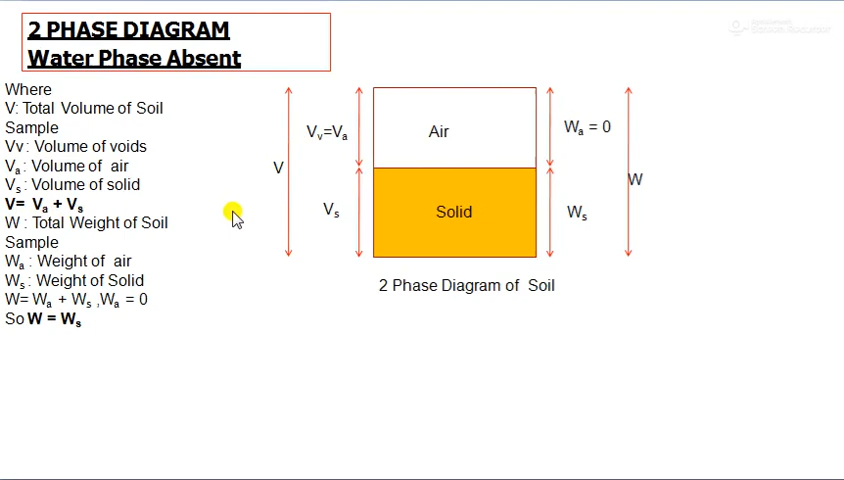 2 PHASE DIAGRAM
Water Phase Absent
Where
V: Total Volume of Soil
Sample
Vv : Volume of voids
Va : Volume of air
Vs : Volume of solid
V= Va + Vs
W : Total Weight of Soil
Sample
Wa : Weight of air
Ws : Weight of Solid
W= Wa + Ws ,Wa = 0
So W = Ws
V
Vv=Va
Vs
Air
Solid
Wa = 0
Ws
W
2 Phase Diagram of Soil